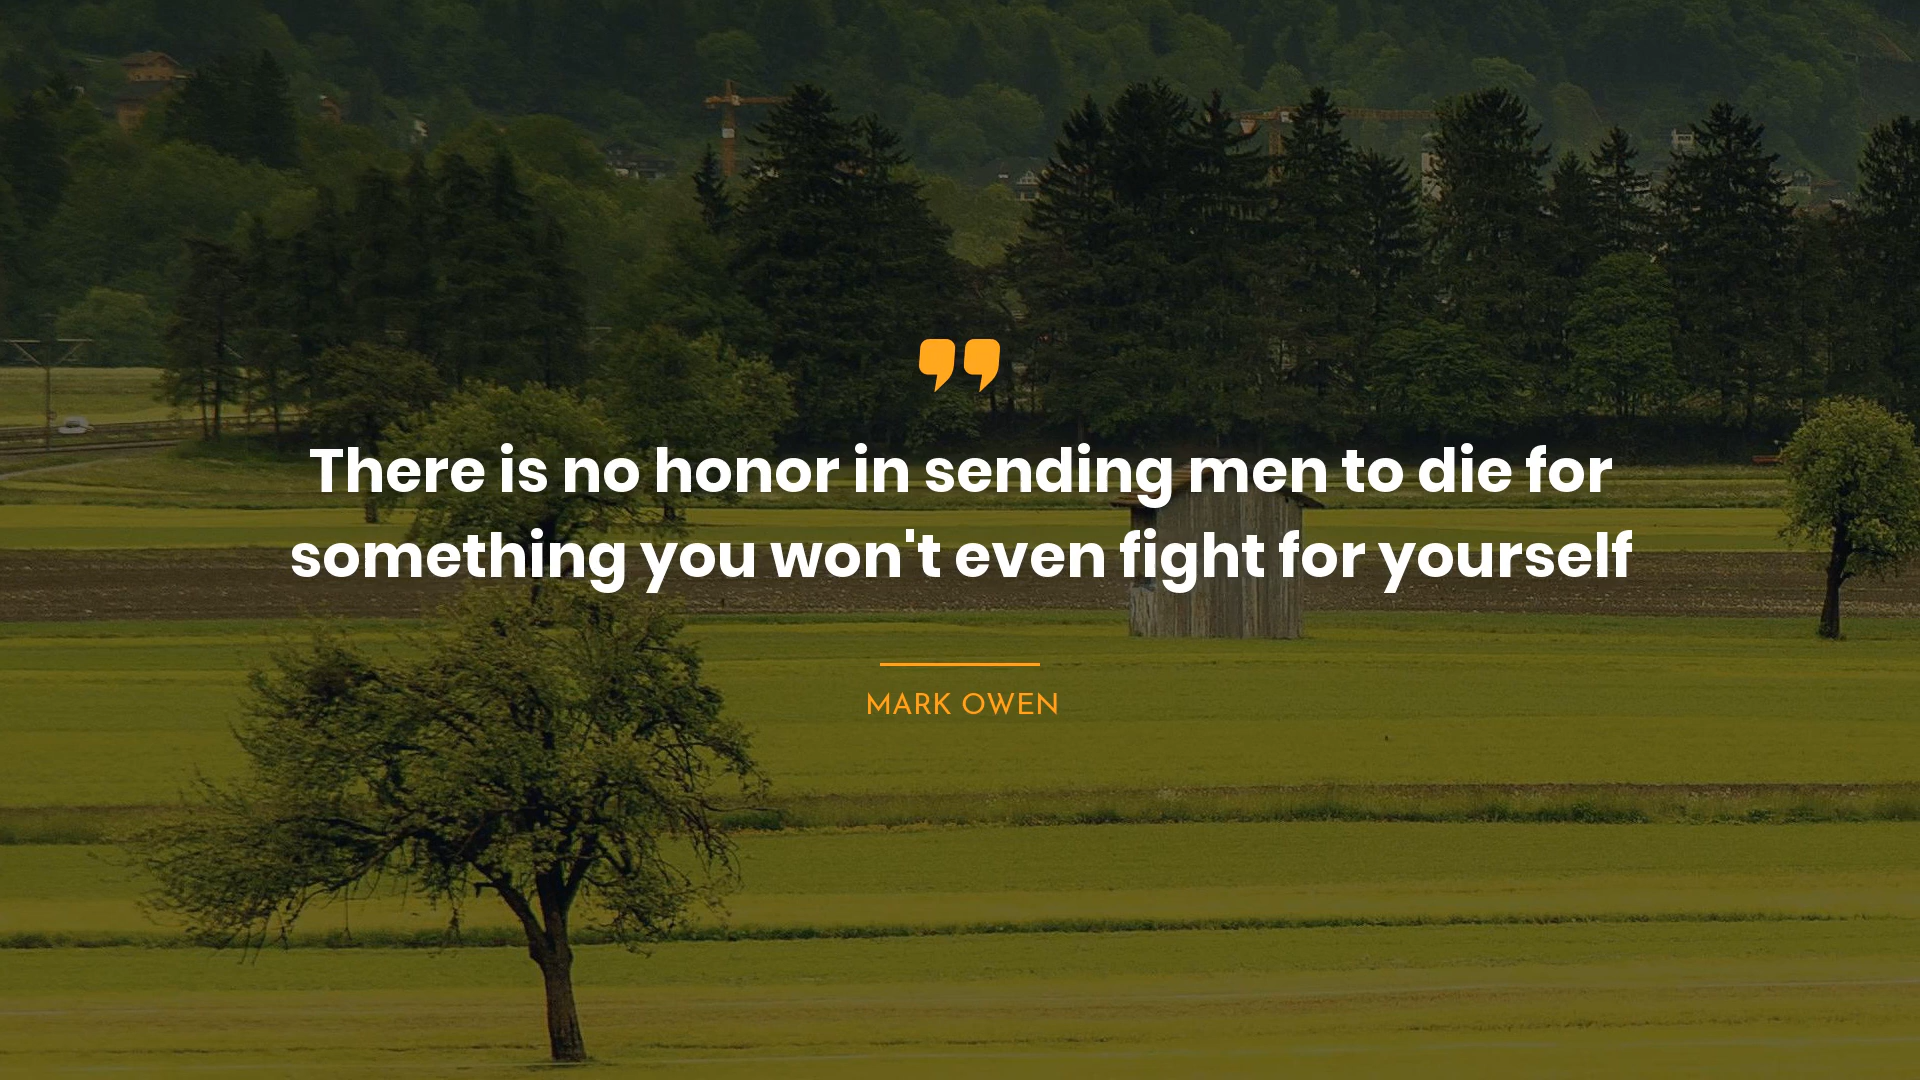 "
There is no honor in sending men to die for
something you won't even fight for yourself
MARK OWEN